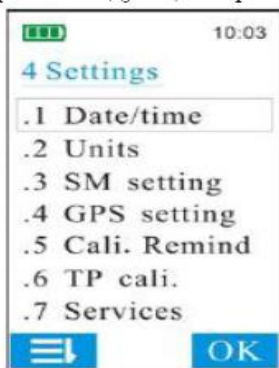 10:03
4 Settings
.1 Date/time
.2 Units
.3 SM setting
.4 GPS setting
.5 Cali. Remind
.6 TP cali.
.7 Services
OK